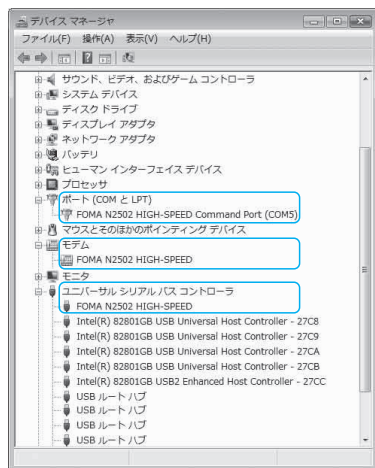 デバイス マネージャ
ファイル(F) 操作(A) 表示(V) ヘルプ(H)
サウンド、ビデオ、およびゲーム コントローラ
システム デバイス
ディスク ドライブ
ディスプレイ アダプタ
ネットワーク アダプタ
バッテリ
ヒューマン インターフェイス デバイス
プロセッサ
ポート (COM と LPT)
FOMA N2502 HIGH-SPEED Command Port (COM5)
マウスとそのほかのポインティング デバイス
モデム
FOMA N2502 HIGH-SPEED
モニタ
ユニバーサル シリアル バス コントローラ
FOMA N2502 HIGH-SPEED
Intel(R) 82801GB USB Universal Host Controller - 27C8
Intel(R) 82801GB USB Universal Host Controller - 27C9
Intel(R) 82801GB USB Universal Host Controller - 27CA
Intel(R) 82801GB USB Universal Host Controller - 27CB
Intel(R) 82801GB USB2 Enhanced Host Controller - 27CC
USB ルート ハブ
USB ルート ハブ
USB ルート ハブ
USB ルート ハブ